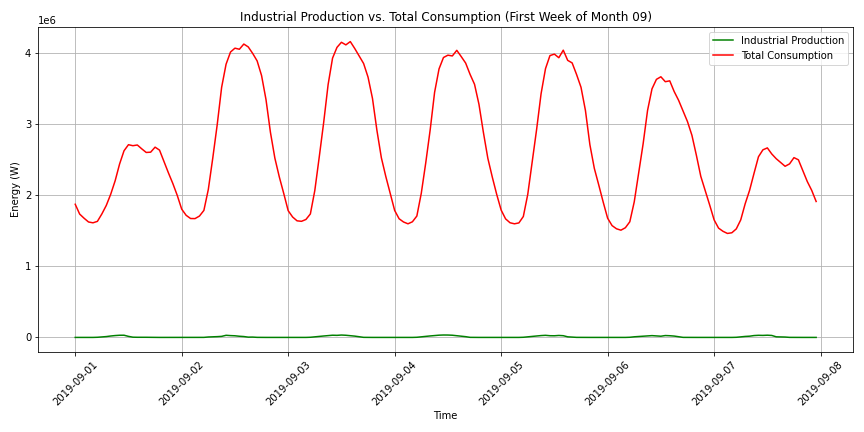 Industrial Production vs. Total Consumption (First Week of Month 09)
1e6
Industrial Production
Total Consumption
4
3
2
1
0
Energy (W)
2019-09-01
2019-09-02
2019-09-03
2019-09-04
2019-09-05
2019-09-06
2019-09-07
2019-09-08
Time